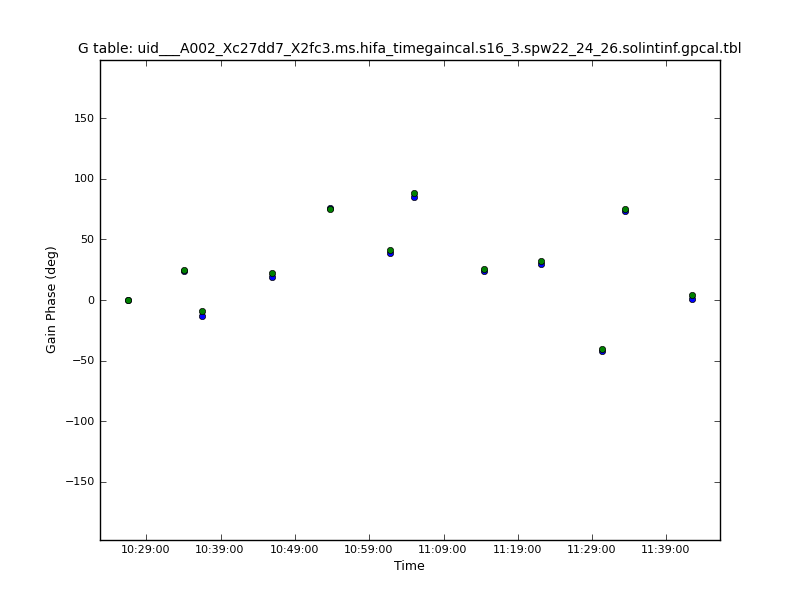 G table: uid___A002_Xc27dd7_X2fc3.ms.hifa_timegaincal.s16_3.spw22_24_26.solintinf.gpcal.tbl
150
100
50
0
−50
−100
−150
Gain Phase (deg)
10:29:00 10:39:00 10:49:00 10:59:00 11:09:00 11:19:00 11:29:00 11:39:00
Time